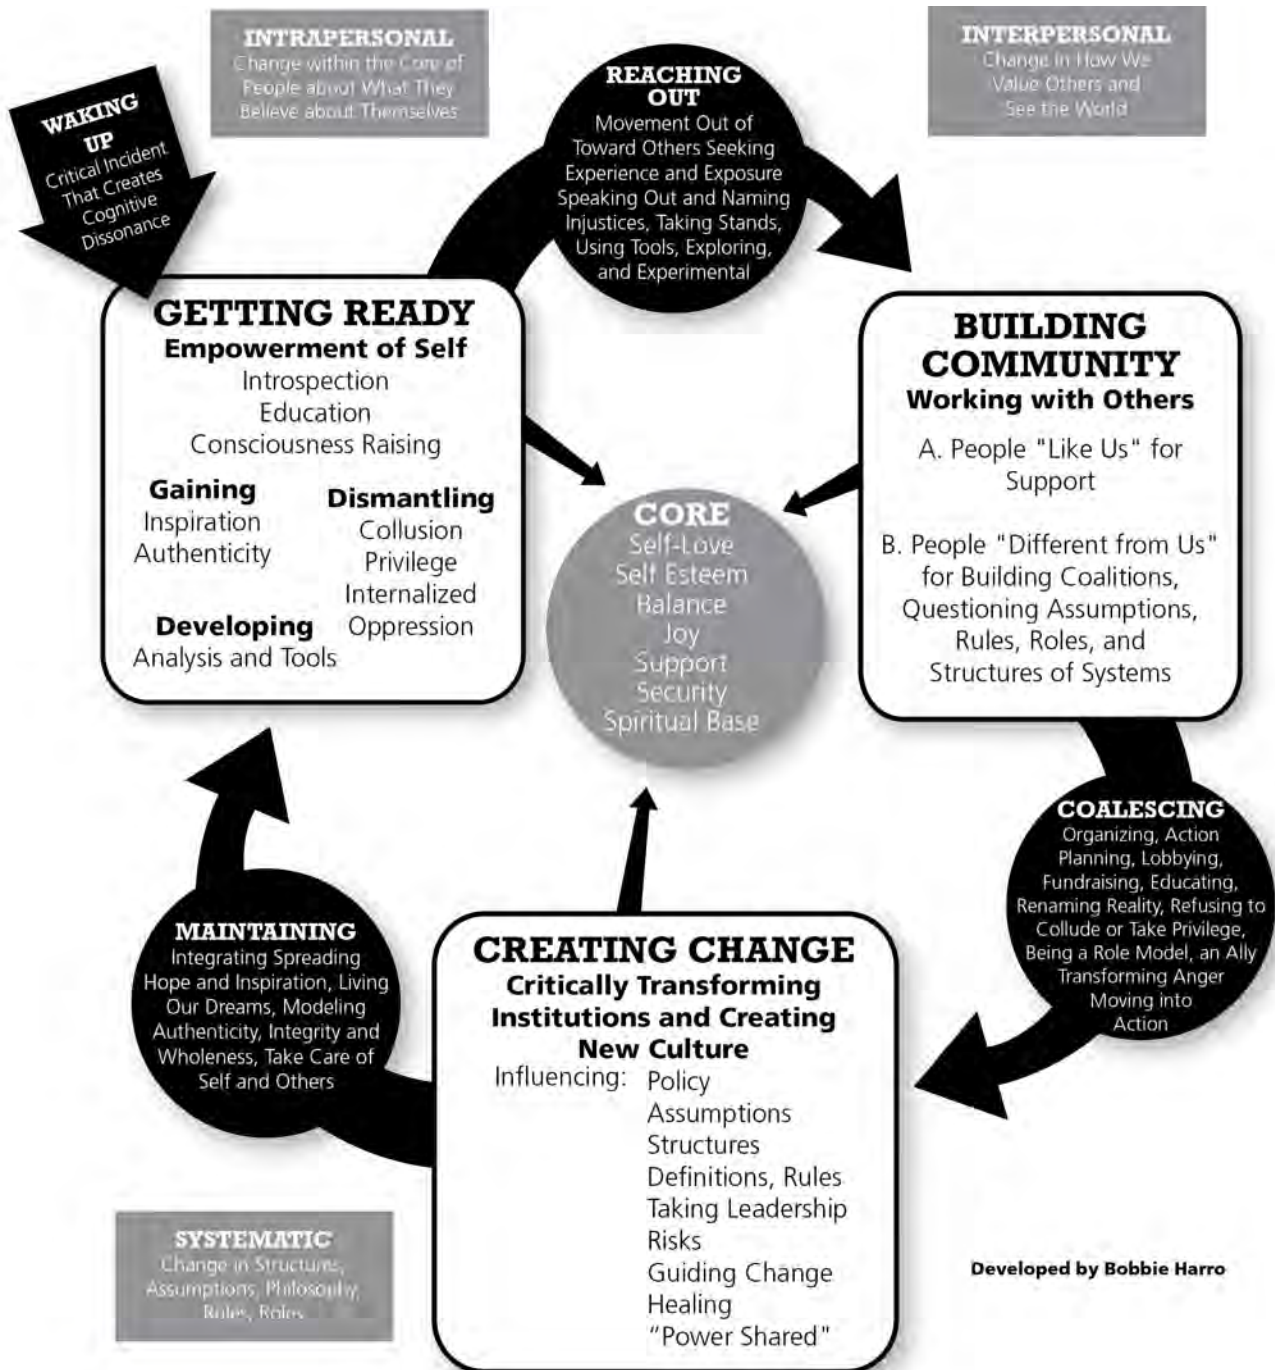 INTRAPERSONAL
Change within the Core of
People about What They
Believe about Themselves
INTERPERSONAL
Change in How We
Value Others and
See the World
WAKING
UP
Critical Incident
That Creates
Cognitive
Dissonance
REACHING
OUT
Movement Out of
Toward Others Seeking
Experience and Exposure
Speaking Out and Naming
Injustices, Taking Stands,
Using Tools, Exploring,
and Experimental
GETTING READY
Empowerment of Self
Introspection
Education
Consciousness Raising
Gaining
Inspiration
Authenticity
Dismantling
Collusion
Privilege
Internalized
Oppression
Developing
Analysis and Tools
BUILDING
COMMUNITY
Working with Others
A. People "Like Us" for
Support
B. People "Different from Us"
for Building Coalitions,
Questioning Assumptions,
Rules, Roles, and
Structures of Systems
CORE
Self-Love
Self Esteem
Balance
Joy
Support
Security
Spiritual Base
COALESCING
Organizing, Action
Planning, Lobbying,
Fundraising, Educating,
Renaming Reality, Refusing to
Collude or Take Privilege,
Being a Role Model, an Ally
Transforming Anger
Moving into
Action
CREATING CHANGE
Critically Transforming
Institutions and Creating
New Culture
Influencing: Policy
Assumptions
Structures
Definitions, Rules
Taking Leadership
Risks
Guiding Change
Healing
“Power Shared"
MAINTAINING
Integrating Spreading
Hope and Inspiration, Living
Our Dreams, Modeling
Authenticity, Integrity and
Wholeness, Take Care of
Self and Others
SYSTEMATIC
Change in Structures,
Assumptions, Philosophy,
Rules, Roles
Developed by Bobbie Harro